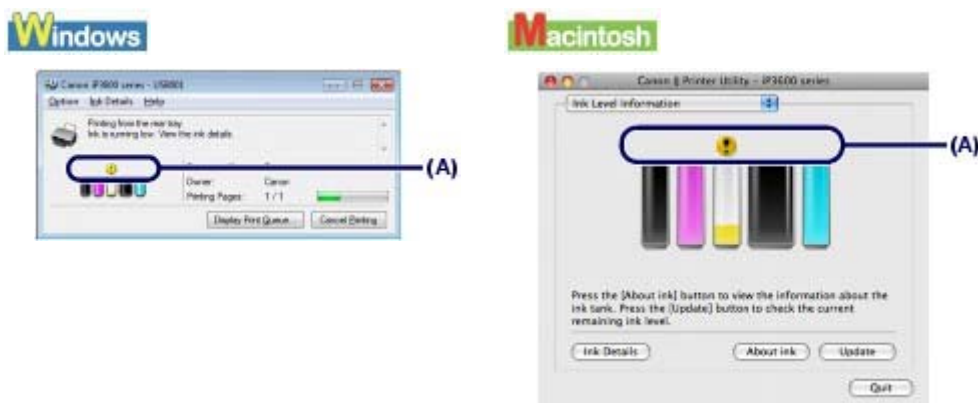 Windows
Macintosh
Canon iP3600 series - USB001
Option Ink Details Help
Printing from the rear tray.
Ink is running low. View the ink details.
Owner: Canon
Printing Pages: 1 / 1
Display Print Queue... Cancel Printing
(A)
Canon IJ Printer Utility – iP3600 series
Ink Level Information
(A)
Press the [About ink] button to view the information about the
ink tank. Press the [Update] button to check the current
remaining ink level.
Ink Details About ink Update
Quit